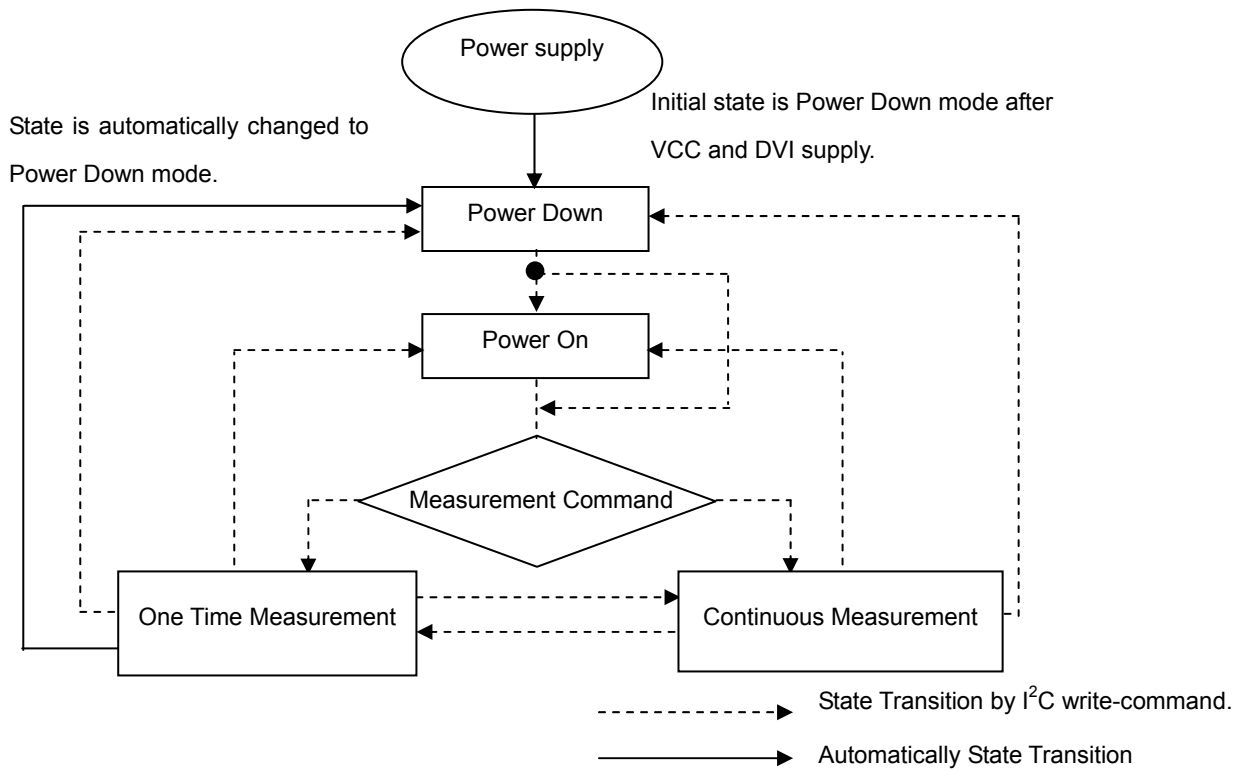 Power supply
Initial state is Power Down mode after
VCC and DVI supply.
State is automatically changed to
Power Down mode.
Power Down
Power On
Measurement Command
One Time Measurement
Continuous Measurement
State Transition by I²C write-command.
Automatically State Transition